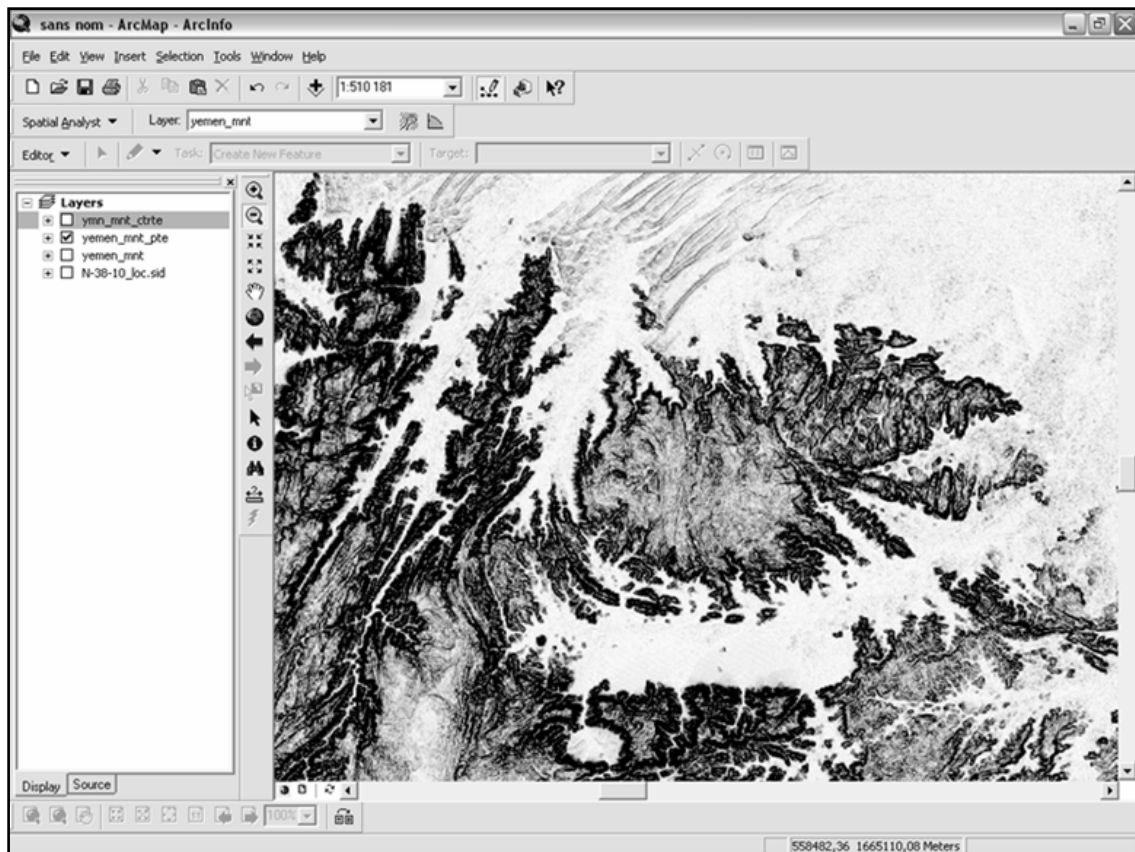 sans nom - ArcMap - ArcInfo
File Edit View Insert Selection Tools Window Help
1:510 181
Spatial Analyst Layer: yemen_mnt
Editor Task: Create New Feature Target:
Layers
ymn_mnt_ctrte
yemen_mnt_pte
yemen_mnt
N-38-10_loc.sid
Display Source
100%
558482,36 1665110,08 Meters